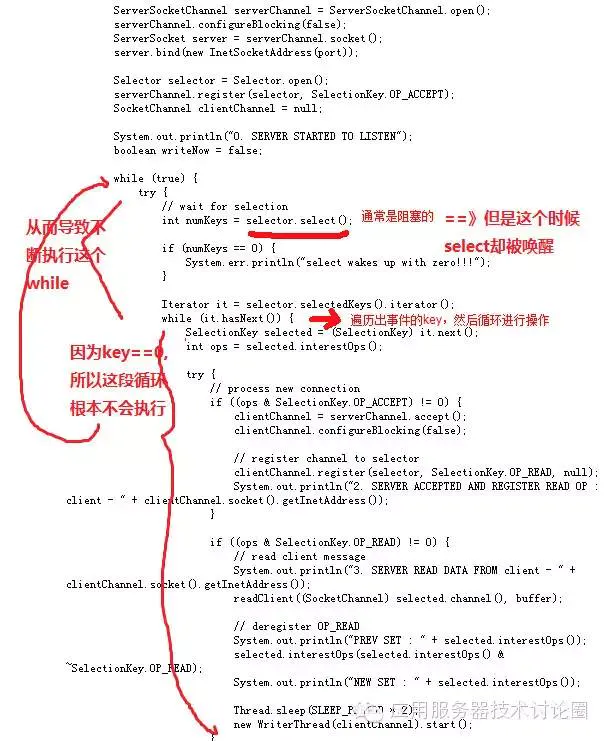 ServerSocketChannel serverChannel = ServerSocketChannel.open();
serverChannel.configureBlocking(false);
ServerSocket server = serverChannel.socket();
server.bind(new InetSocketAddress(port));
Selector selector = Selector.open();
serverChannel.register(selector, SelectionKey.OP_ACCEPT);
SocketChannel clientChannel = null;
System.out.println("0. SERVER STARTED TO LISTEN");
boolean writeNow = false;
while (true) {
try {
// wait for selection
int numKeys = selector.select();
通常是阻塞的
==》但是这个时候
select却被唤醒
从而导致不
断执行这个
while
if (numKeys == 0) {
System.err.println("select wakes up with zero!!!");
}
Iterator it = selector.selectedKeys().iterator();
while (it.hasNext()) {
遍历出事件的key，然后循环进行操作
SelectionKey selected = (SelectionKey) it.next();
int ops = selected.interestOps();
因为key==0,
所以这段循环
根本不会执行
try {
// process new connection
if ((ops & SelectionKey.OP_ACCEPT) != 0) {
clientChannel = serverChannel.accept();
clientChannel.configureBlocking(false);
// register channel to selector
clientChannel.register(selector, SelectionKey.OP_READ, null);
System.out.println("2. SERVER ACCEPTED AND REGISTER READ OP :
client - " + clientChannel.socket().getInetAddress());
}
if ((ops & SelectionKey.OP_READ) != 0) {
// read client message
System.out.println("3. SERVER READ DATA FROM client - " +
clientChannel.socket().getInetAddress());
readClient((SocketChannel) selected.channel(), buffer);
// deregister OP_READ
System.out.println("PREV SET : " + selected.interestOps());
selected.interestOps(selected.interestOps() &
~SelectionKey.OP_READ);
System.out.println("NEW SET : " + selected.interestOps());
Thread.sleep( * 2);
new WriterThread(clientChannel).start();
}
应用服务器技术讨论圈